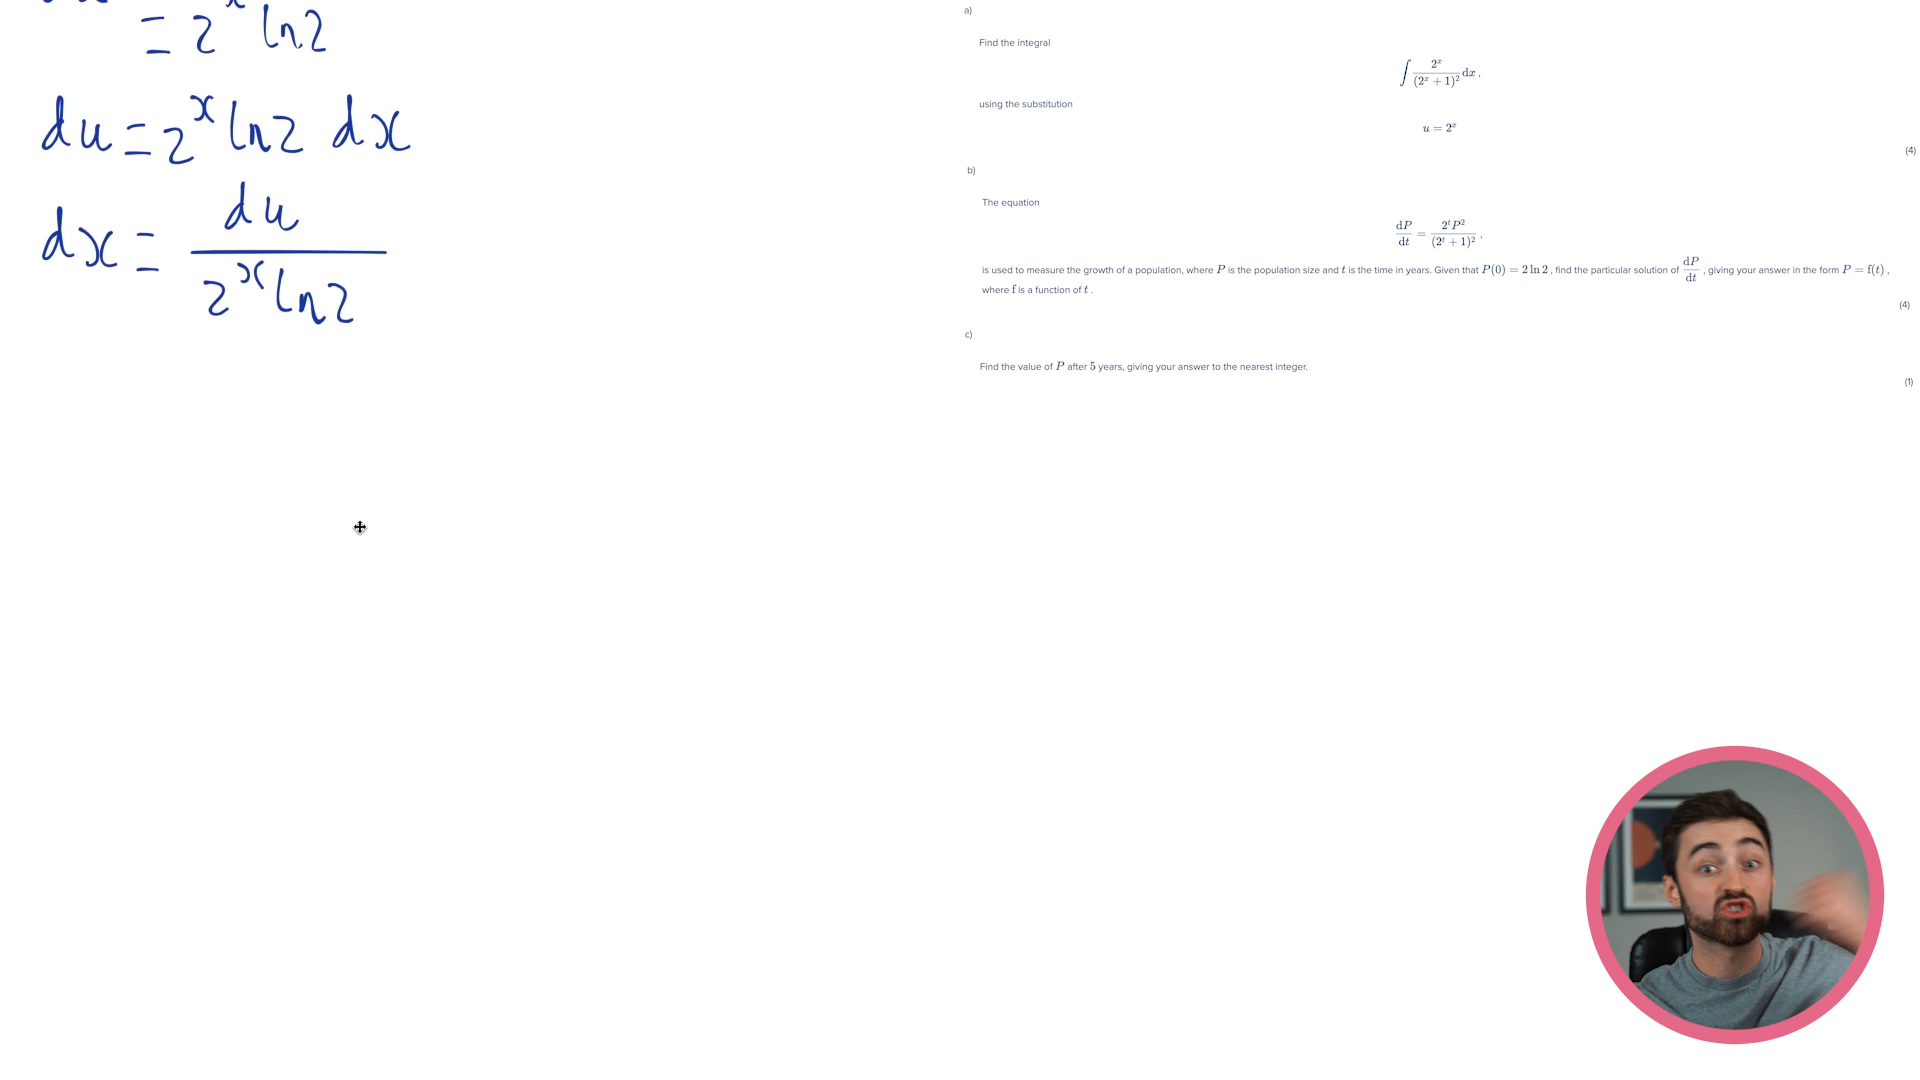 = 2^x ln2
du = 2^x ln2 dx
dx = du / 2^x ln2
a)
Find the integral
∫ 2^x / (2^x + 1)^2 dx .
using the substitution
u = 2^x
(4)
b)
The equation
dP/dt = 2^t P^2 / (2^t + 1)^2 .
is used to measure the growth of a population, where P is the population size and t is the time in years. Given that P(0) = 2 ln 2 , find the particular solution of dP/dt , giving your answer in the form P = f(t) ,
where f is a function of t .
(4)
c)
Find the value of P after 5 years, giving your answer to the nearest integer.
(1)